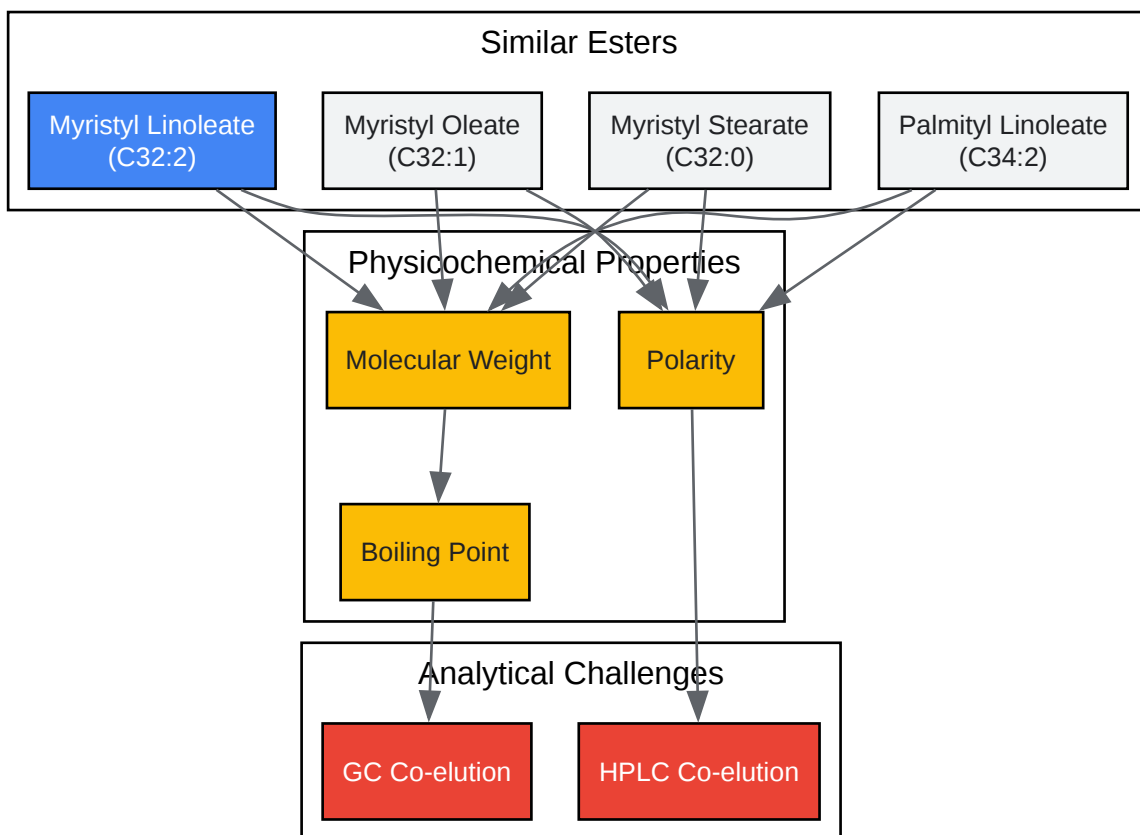 Similar Esters
Myristyl Linoleate
(C32:2)
Myristyl Oleate
(C32:1)
Myristyl Stearate
(C32:0)
Palmityl Linoleate
(C34:2)
Physicochemical Properties
Molecular Weight
Polarity
Boiling Point
Analytical Challenges
GC Co-elution
HPLC Co-elution